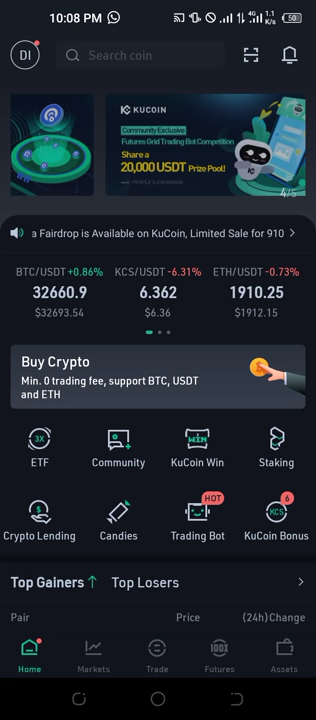 10:08 PM
4G 1.1 K/s 50
DI Search coin
KUCOIN
Community Exclusive
Futures Grid Trading Bot Competition
Share a
20,000 USDT Prize Pool!
PEOPLE'S EXCHANGE
4/5
a Fairdrop is Available on KuCoin, Limited Sale for 910
BTC/USDT +0.86% KCS/USDT -6.31% ETH/USDT -0.73%
32660.9 6.362 1910.25
$32693.54 $6.36 $1912.15
Buy Crypto
Min. 0 trading fee, support BTC, USDT
and ETH
3X WIN
ETF Community KuCoin Win Staking
$ HOT KCS 6
Crypto Lending Candies Trading Bot KuCoin Bonus
Top Gainers ↑ Top Losers
Pair Price (24h)Change
100X
Home Markets Trade Futures Assets